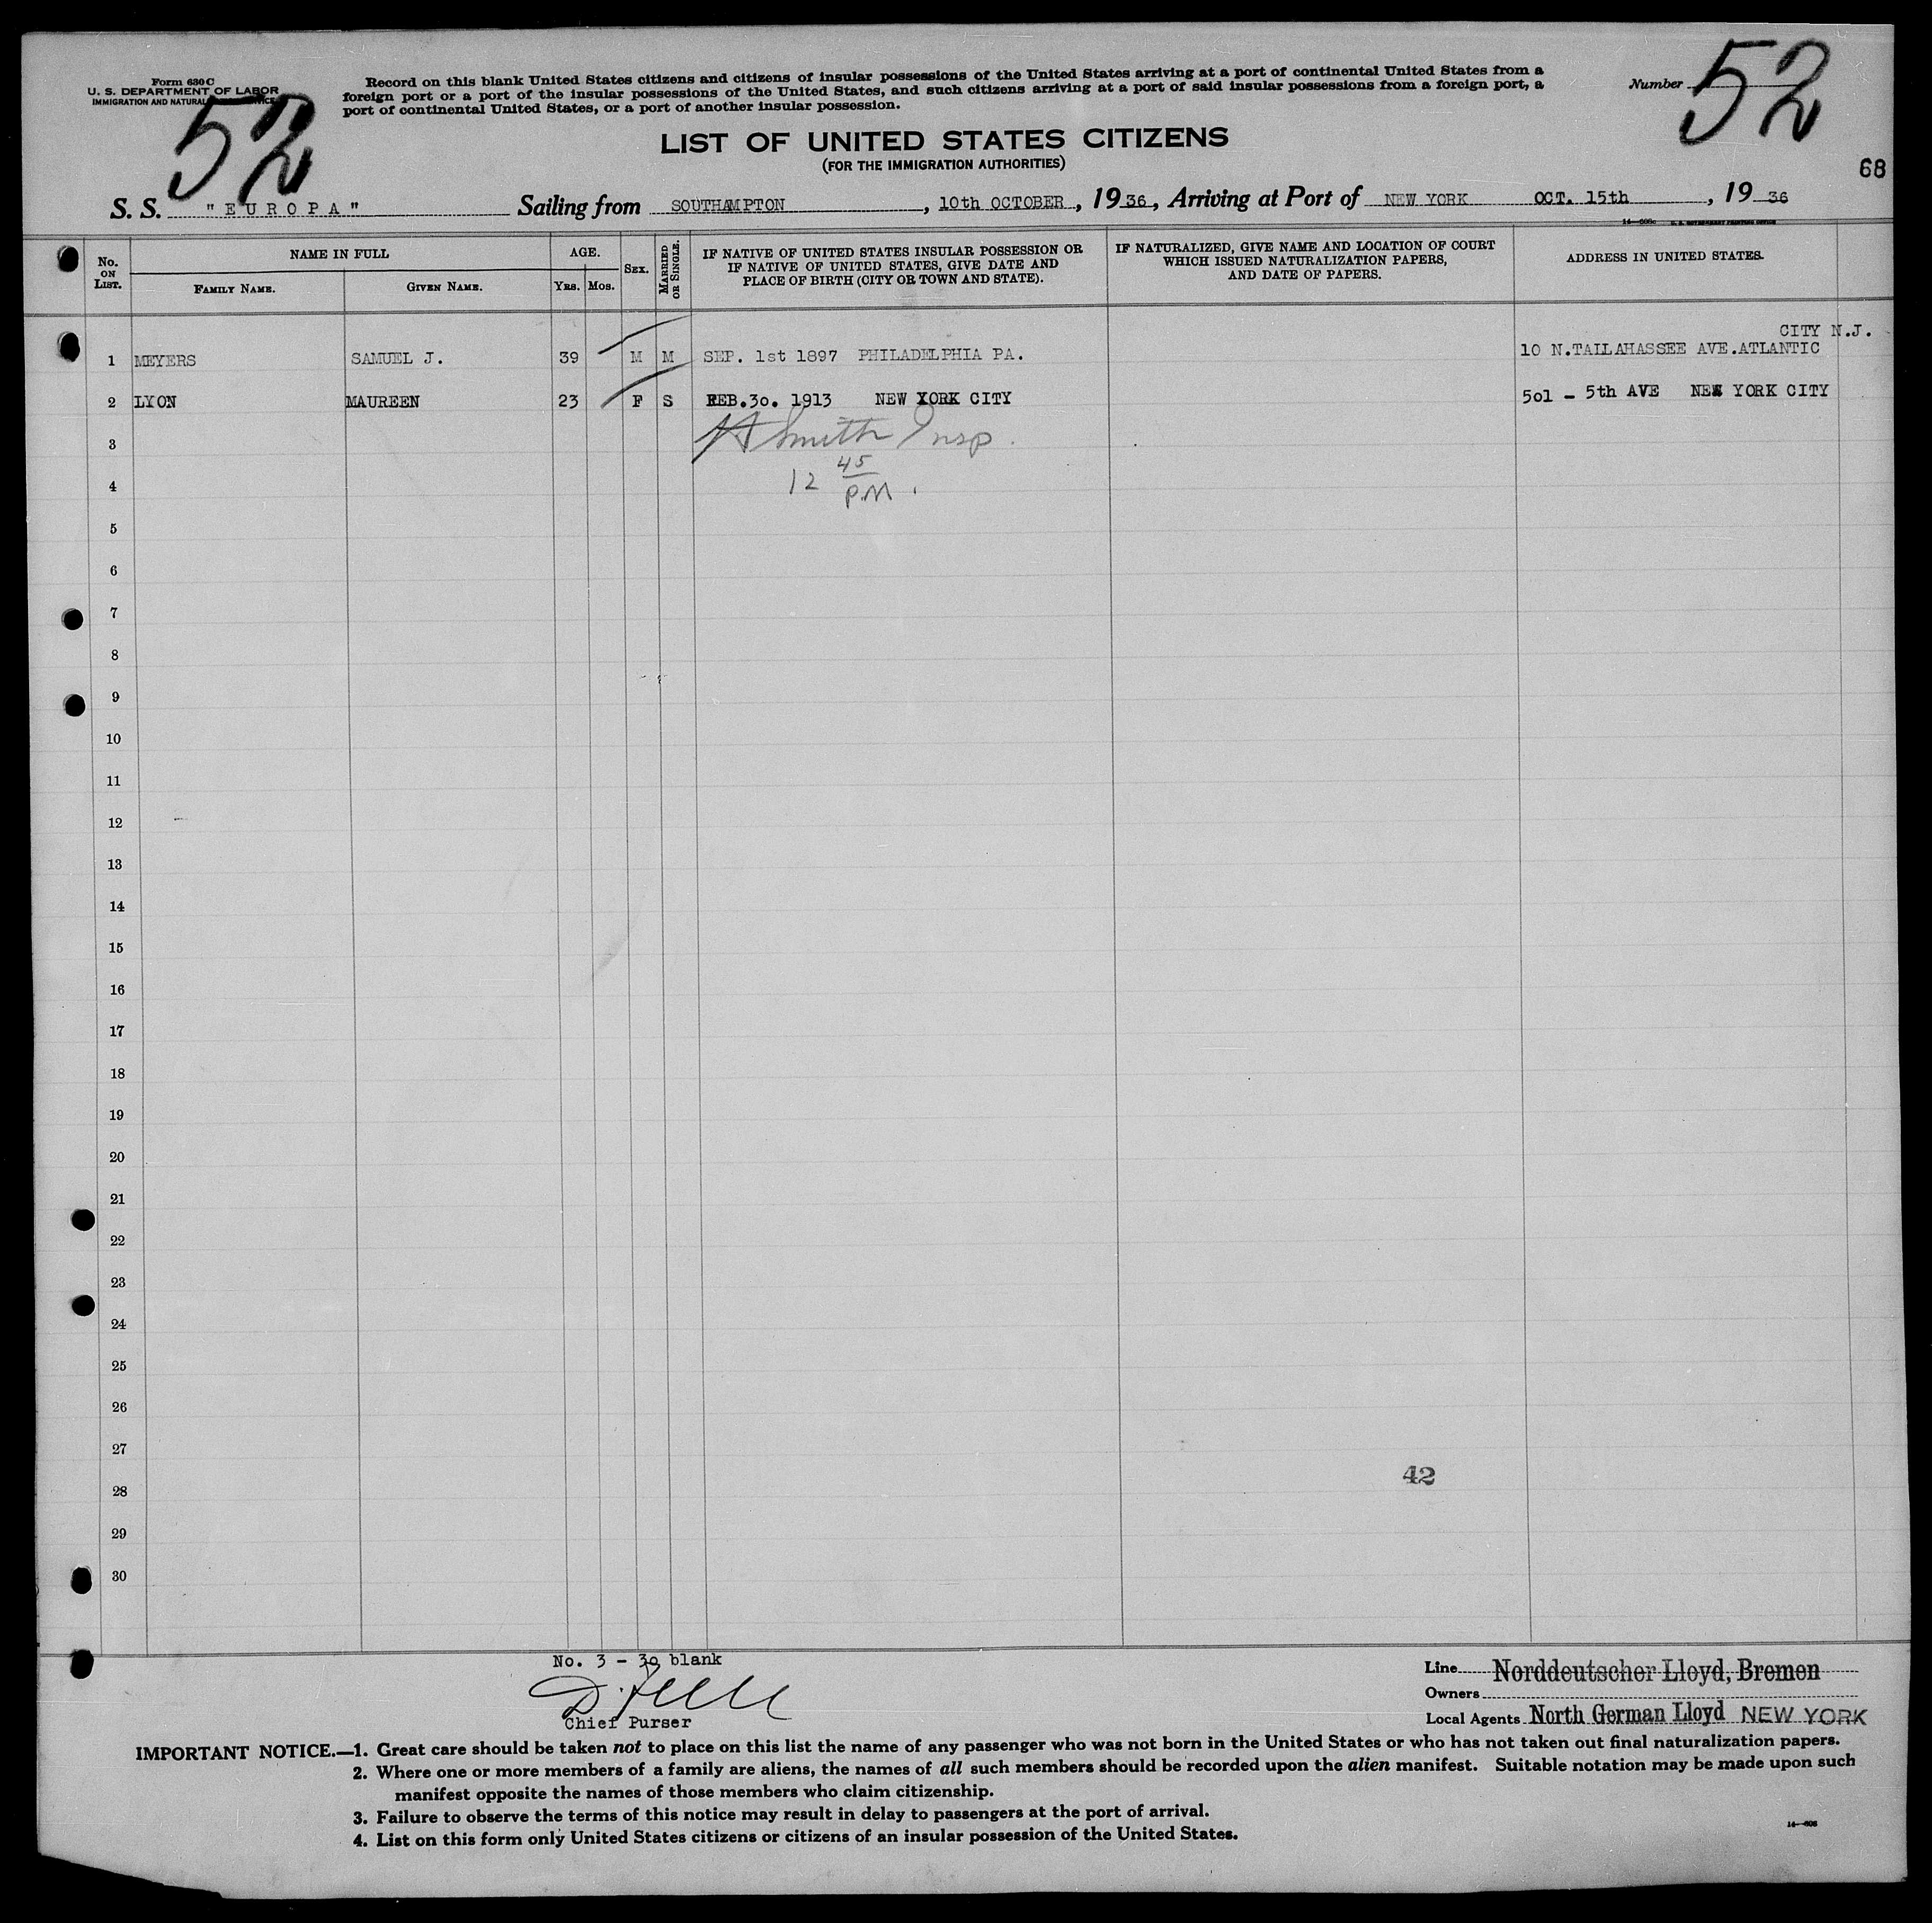 Form 630 C
U. S. DEPARTMENT OF LABOR
IMMIGRATION AND NATURAL
Record on this blank United States citizens and citizens of insular possessions of the United States arriving at a port of continental United States from a
foreign port or a port of the insular possessions of the United States, and such citizens arriving at a port of said insular possessions from a foreign port, a
port of continental United States, or a port of another insular possession.
Number 52
52
LIST OF UNITED STATES CITIZENS
(FOR THE IMMIGRATION AUTHORITIES)
68
S. S. "EUROPA" Sailing from SOUTHAMPTON, 10th OCTOBER, 1936, Arriving at Port of NEW YORK OCT. 15th, 1936
No. ON LIST. NAME IN FULL FAMILY NAME. GIVEN NAME. AGE. YRS. MOS. SEX. MARRIED OR SINGLE.
IF NATIVE OF UNITED STATES INSULAR POSSESSION OR
IF NATIVE OF UNITED STATES, GIVE DATE AND
PLACE OF BIRTH (CITY OR TOWN AND STATE).
IF NATURALIZED, GIVE NAME AND LOCATION OF COURT
WHICH ISSUED NATURALIZATION PAPERS,
AND DATE OF PAPERS.
ADDRESS IN UNITED STATES.
CITY N.J.
1 MEYERS SAMUEL J. 39 M M SEP. 1st 1897 PHILADELPHIA PA. 10 N.TALLAHASSEE AVE.ATLANTIC
2 LYON MAUREEN 23 F S FEB.30. 1913 NEW YORK CITY 501 - 5th AVE NEW YORK CITY
3 Smith Insp.
4 12 45 P.M.
5
6
7
8
9
10
11
12
13
14
15
16
17
18
19
20
21
22
23
24
25
26
27
42
28
29
30
No. 3 - 30 blank
Chief Purser
Line Norddeutscher Lloyd, Bremen
Owners
Local Agents North German Lloyd NEW YORK
IMPORTANT NOTICE.—1. Great care should be taken not to place on this list the name of any passenger who was not born in the United States or who has not taken out final naturalization papers.
2. Where one or more members of a family are aliens, the names of all such members should be recorded upon the alien manifest. Suitable notation may be made upon such
manifest opposite the names of those members who claim citizenship.
3. Failure to observe the terms of this notice may result in delay to passengers at the port of arrival.
4. List on this form only United States citizens or citizens of an insular possession of the United States.